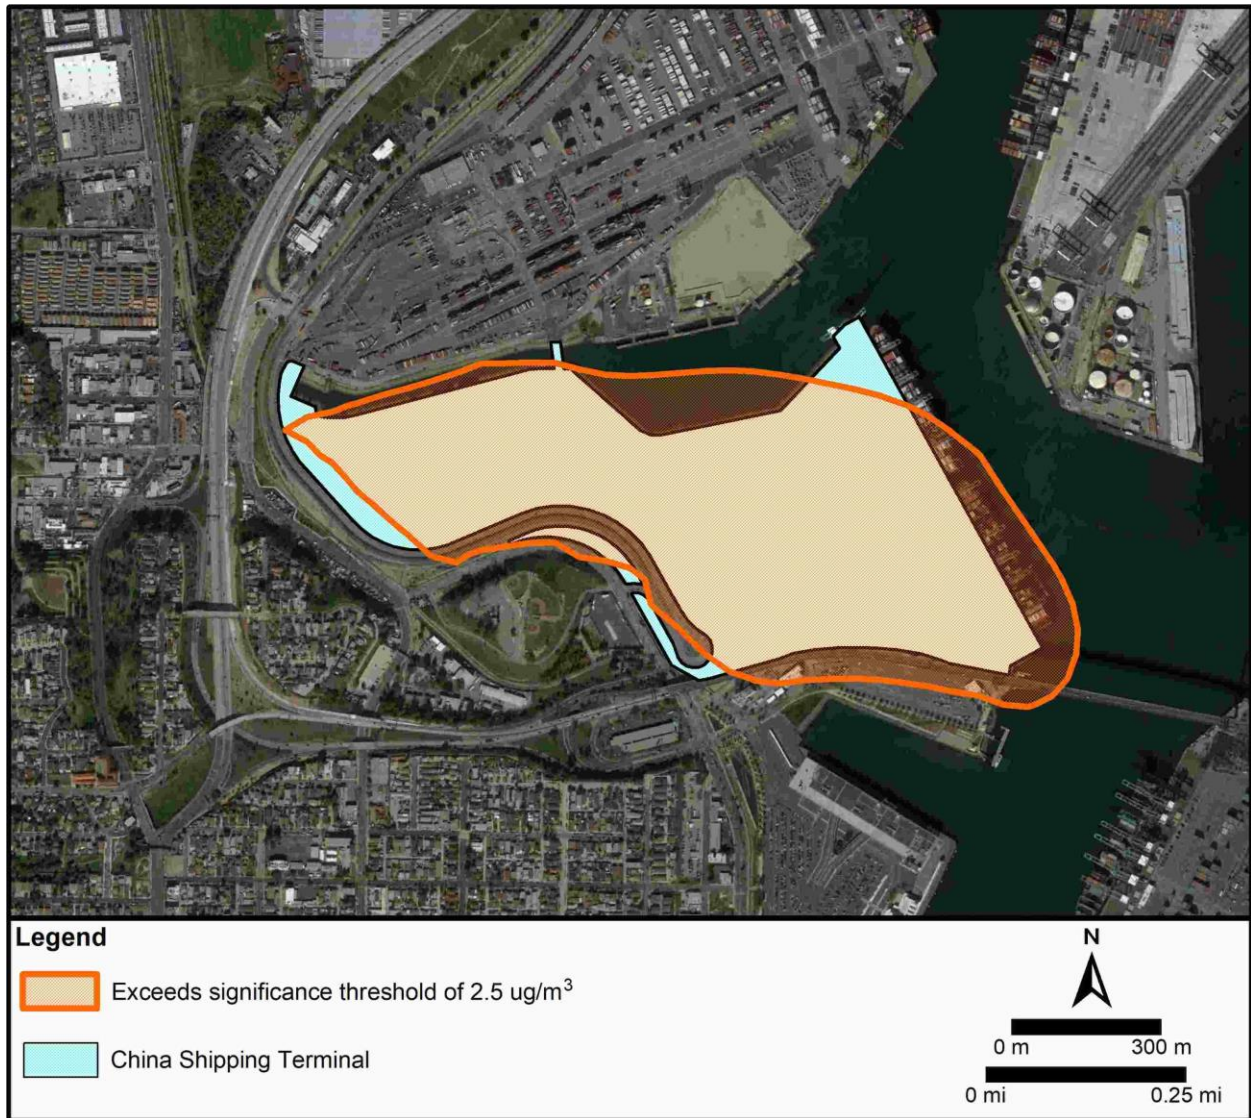 Legend
Exceeds significance threshold of 2.5 ug/m³
China Shipping Terminal
N
0 m 300 m
0 mi 0.25 mi